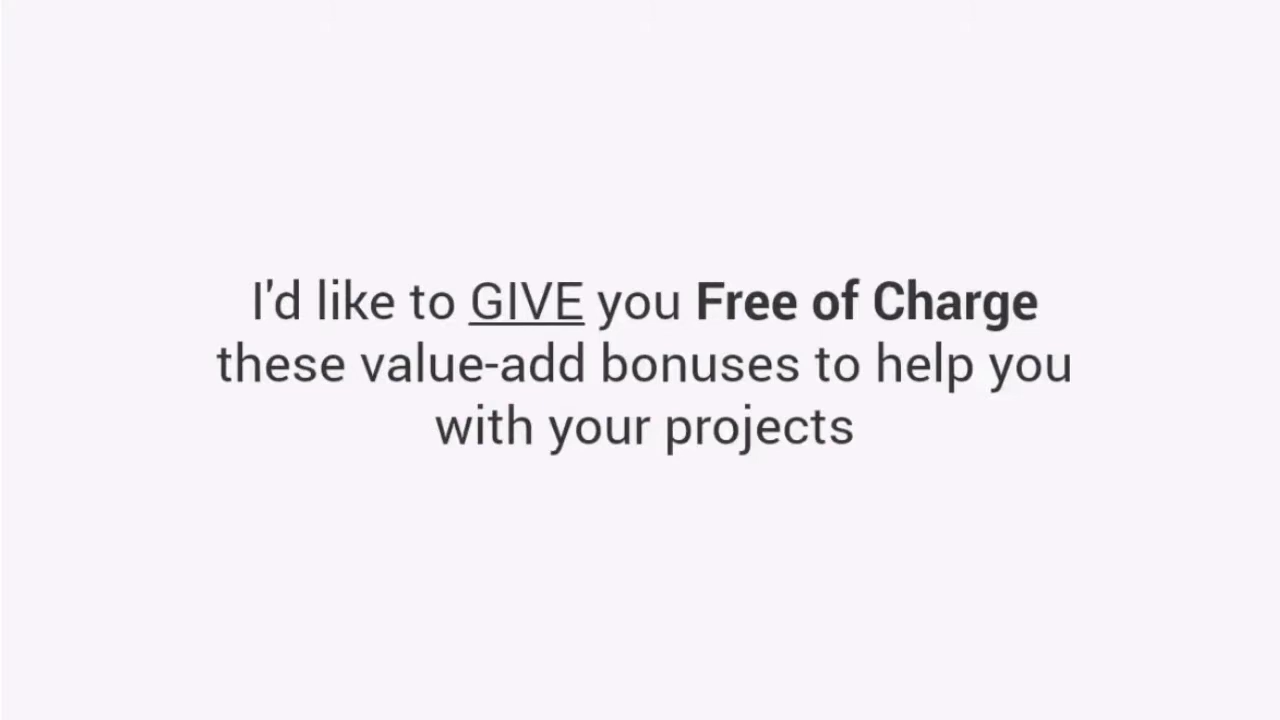 I'd like to GIVE you Free of Charge
these value-add bonuses to help you
with your projects